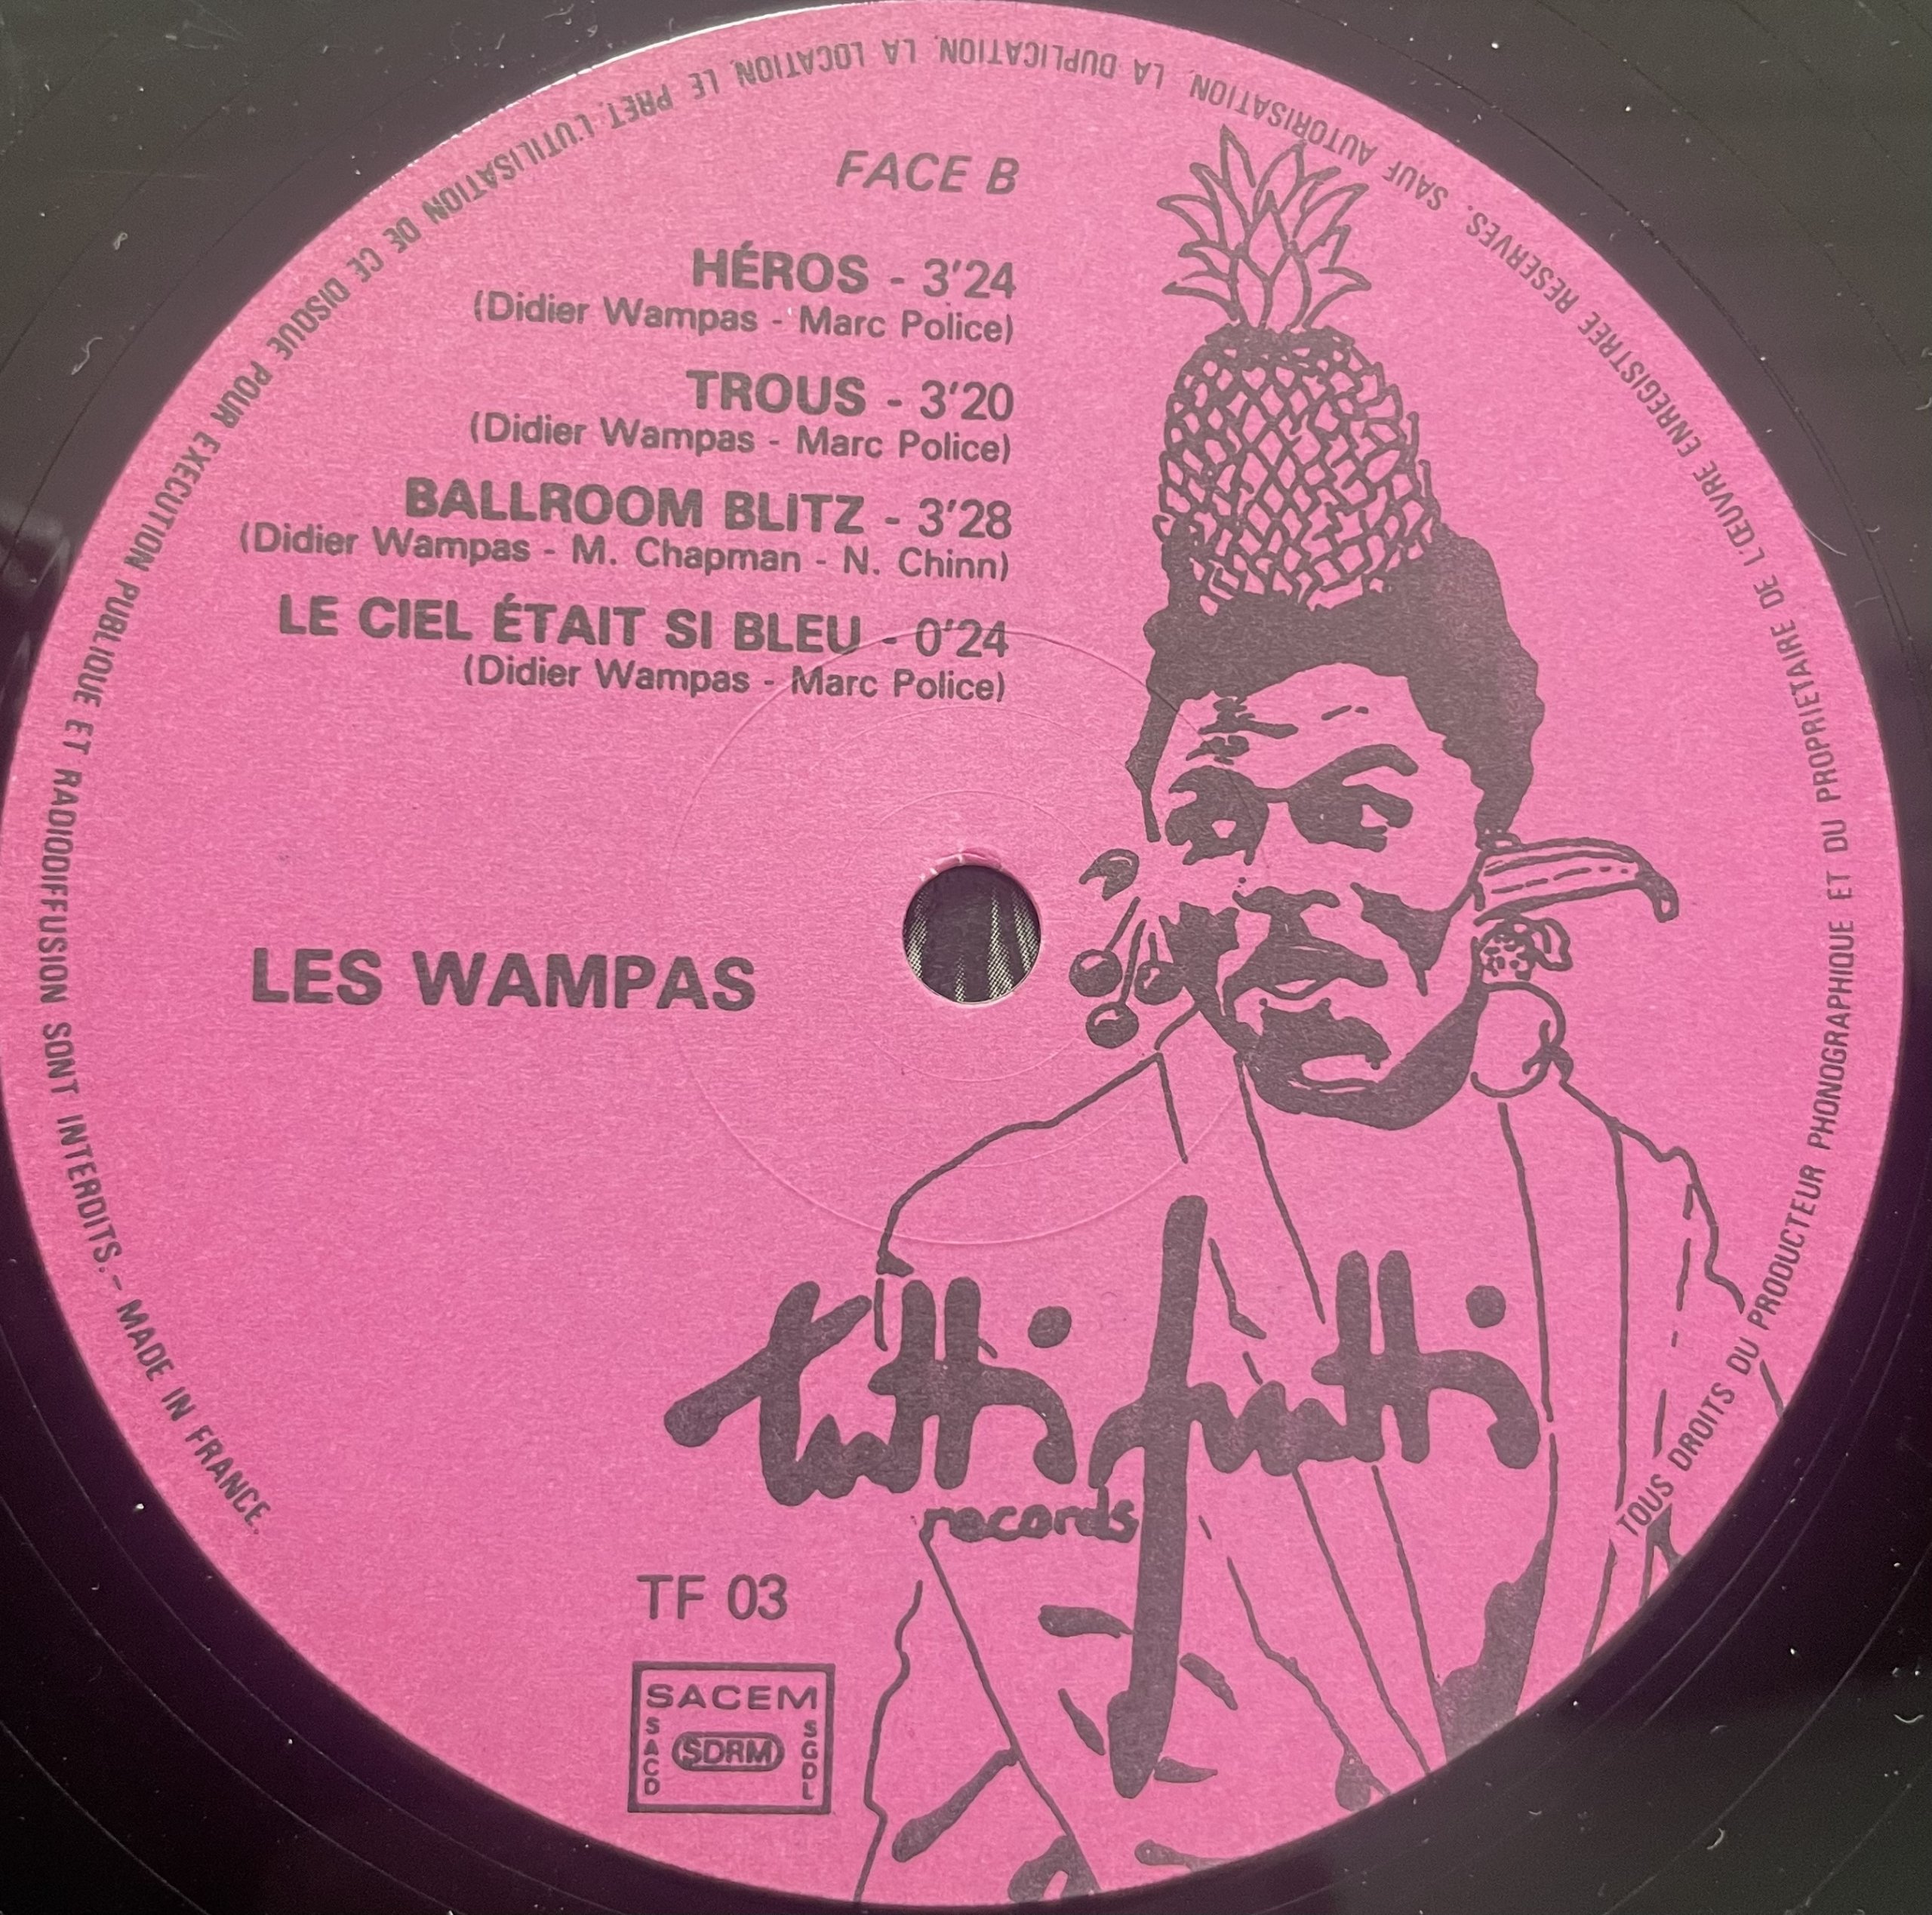 FACE B
HÉROS - 3'24
(Didier Wampas - Marc Police)
TROUS - 3'20
(Didier Wampas - Marc Police)
BALLROOM BLITZ - 3'28
(Didier Wampas - M. Chapman - N. Chinn)
LE CIEL ÉTAIT SI BLEU - 0'24
(Didier Wampas - Marc Police)
LES WAMPAS
tutti frutti
records
TF 03
SACEM
SACD
SDRM
SGDL
TOUS DROITS DU PRODUCTEUR PHONOGRAPHIQUE ET DU PROPRIETAIRE DE L'ŒUVRE ENREGISTREE RESERVES. SAUF AUTORISATION, LA DUPLICATION, LA LOCATION, LE PRET, L'UTILISATION DE CE DISQUE POUR EXECUTION PUBLIQUE ET RADIODIFFUSION SONT INTERDITS. - MADE IN FRANCE.